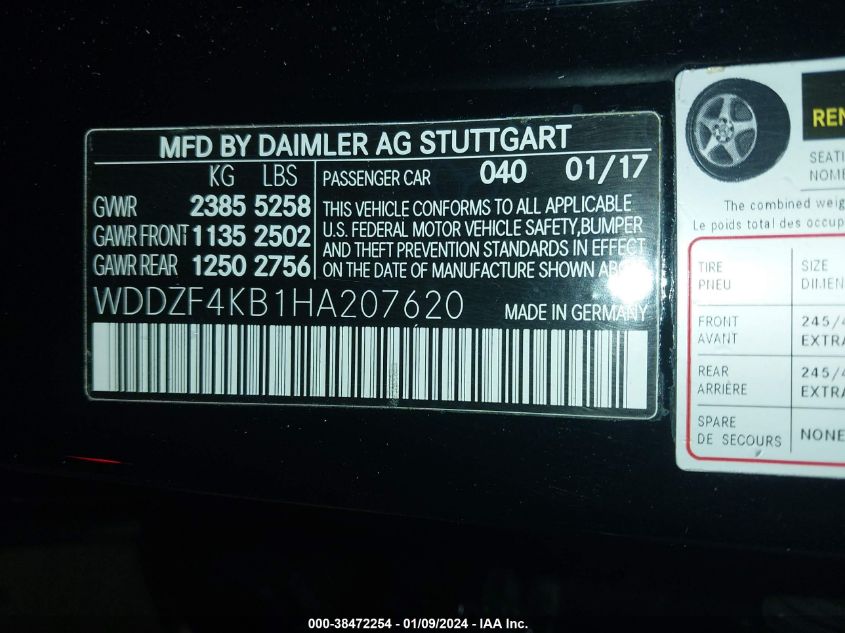 MFD BY DAIMLER AG STUTTGART
KG LBS
GVWR 2385 5258
GAWR FRONT 1135 2502
GAWR REAR 1250 2756
PASSENGER CAR 040 01/17
THIS VEHICLE CONFORMS TO ALL APPLICABLE
U.S. FEDERAL MOTOR VEHICLE SAFETY,BUMPER
AND THEFT PREVENTION STANDARDS IN EFFECT
ON THE DATE OF MANUFACTURE SHOWN ABOVE
WDDZF4KB1HA207620 MADE IN GERMANY
The combined
Le poids total des
TIRE SIZE
PNEU
FRONT
AVANT
REAR
ARRIÈRE
SPARE NONE
DE SECOURS
000-38472254 - 01/09/2024 - IAA Inc.